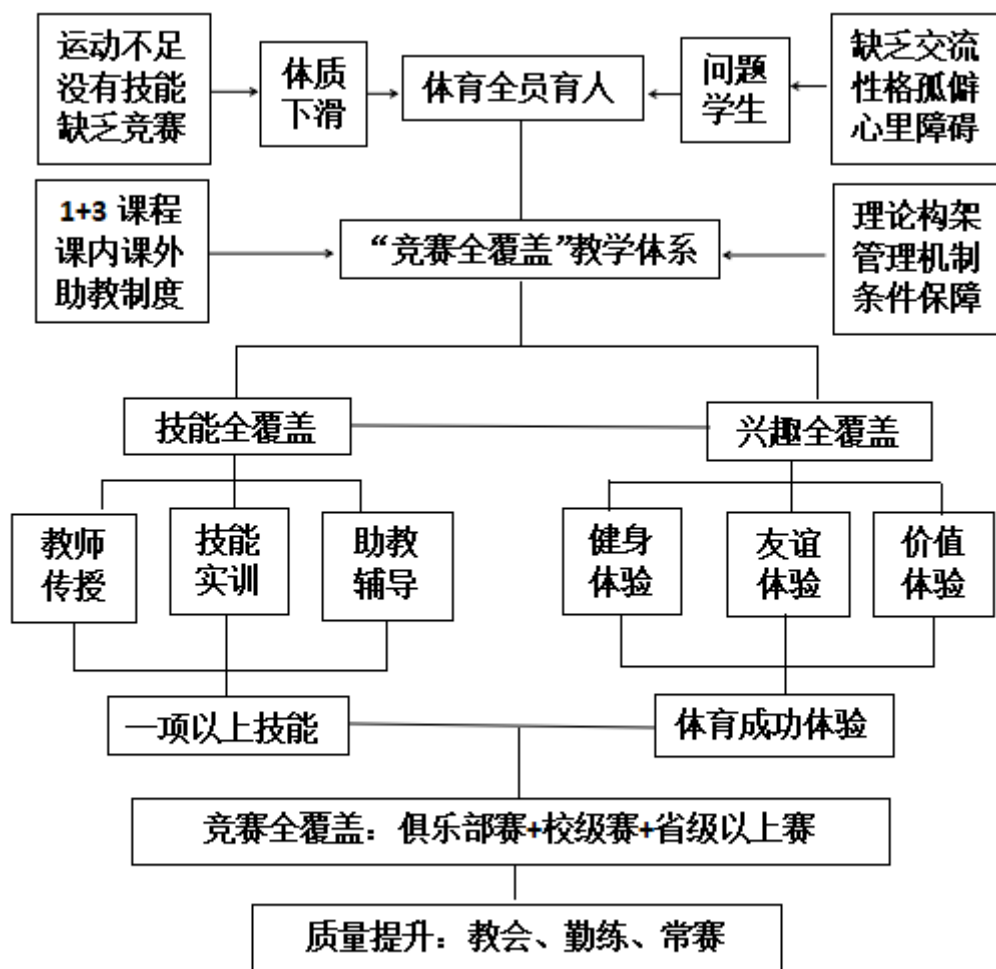 运动不足
没有技能
缺乏竞赛
体质
下滑
体育全员育人
问题
学生
缺乏交流
性格孤僻
心里障碍
1+3 课程
课内课外
助教制度
“竞赛全覆盖”教学体系
理论构架
管理机制
条件保障
技能全覆盖
兴趣全覆盖
教师
传授
技能
实训
助教
辅导
健身
体验
友谊
体验
价值
体验
一项以上技能
体育成功体验
竞赛全覆盖：俱乐部赛+校级赛+省级以上赛
质量提升：教会、勤练、常赛